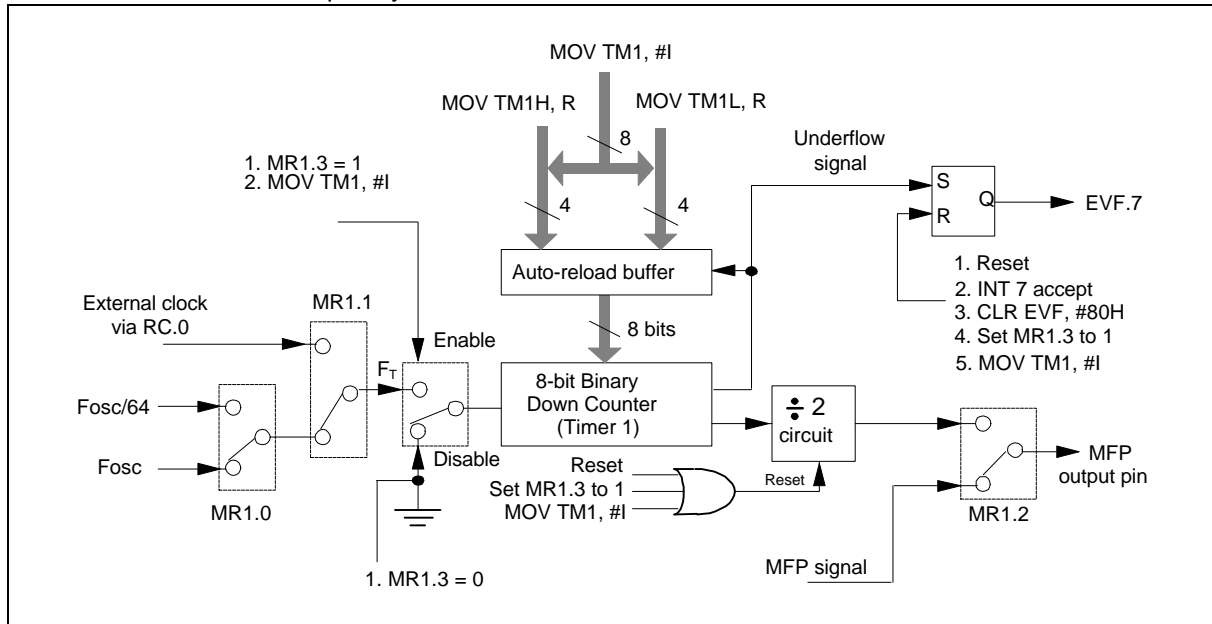 MOV TM1, #I
MOV TM1H, R
MOV TM1L, R
8
4
4
Underflow
signal
S
Q
R
EVF.7
1. MR1.3 = 1
2. MOV TM1, #I
Auto-reload buffer
1. Reset
2. INT 7 accept
3. CLR EVF, #80H
4. Set MR1.3 to 1
5. MOV TM1, #I
External clock
via RC.0
MR1.1
8 bits
Enable
FT
Fosc/64
Fosc
MR1.0
8-bit Binary
Down Counter
(Timer 1)
÷ 2
circuit
Disable
Reset
Set MR1.3 to 1
MOV TM1, #I
Reset
MFP
output pin
MR1.2
MFP signal
1. MR1.3 = 0